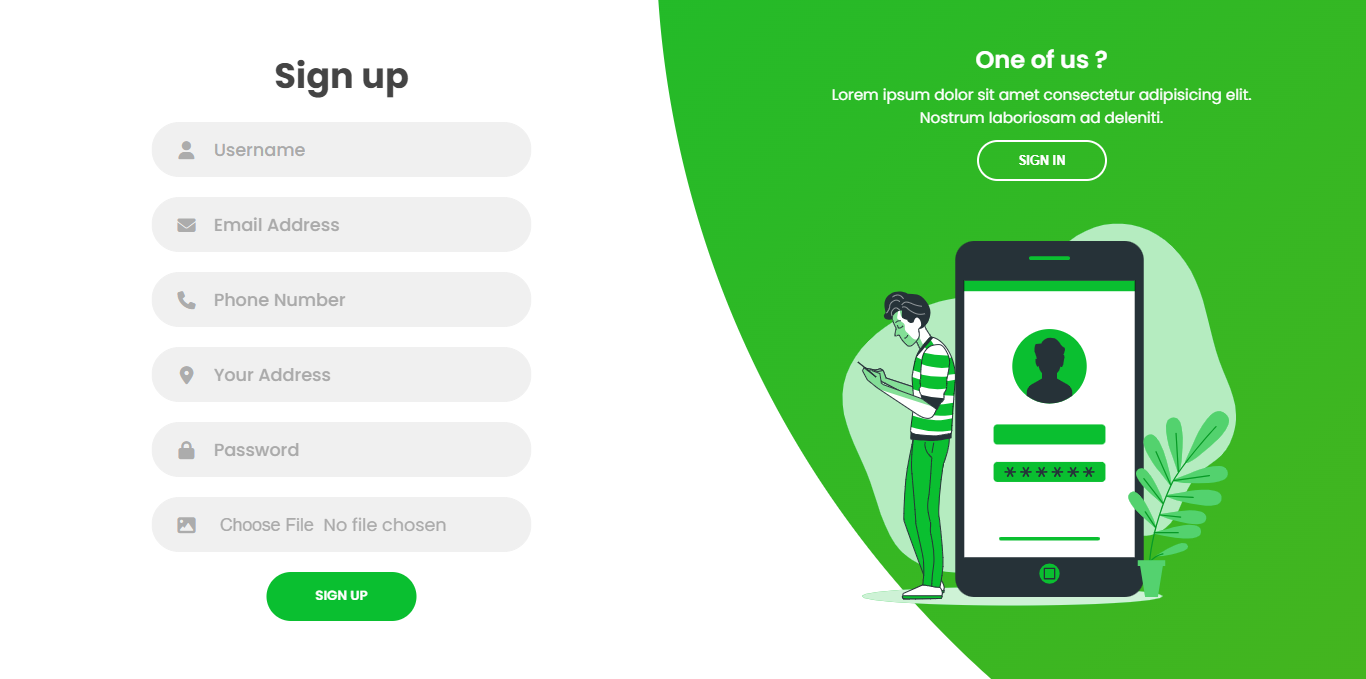 Sign up
Username
Email Address
Phone Number
Your Address
Password
Choose File No file chosen
SIGN UP
One of us ?
Lorem ipsum dolor sit amet consectetur adipisicing elit.
Nostrum laboriosam ad deleniti.
SIGN IN
******